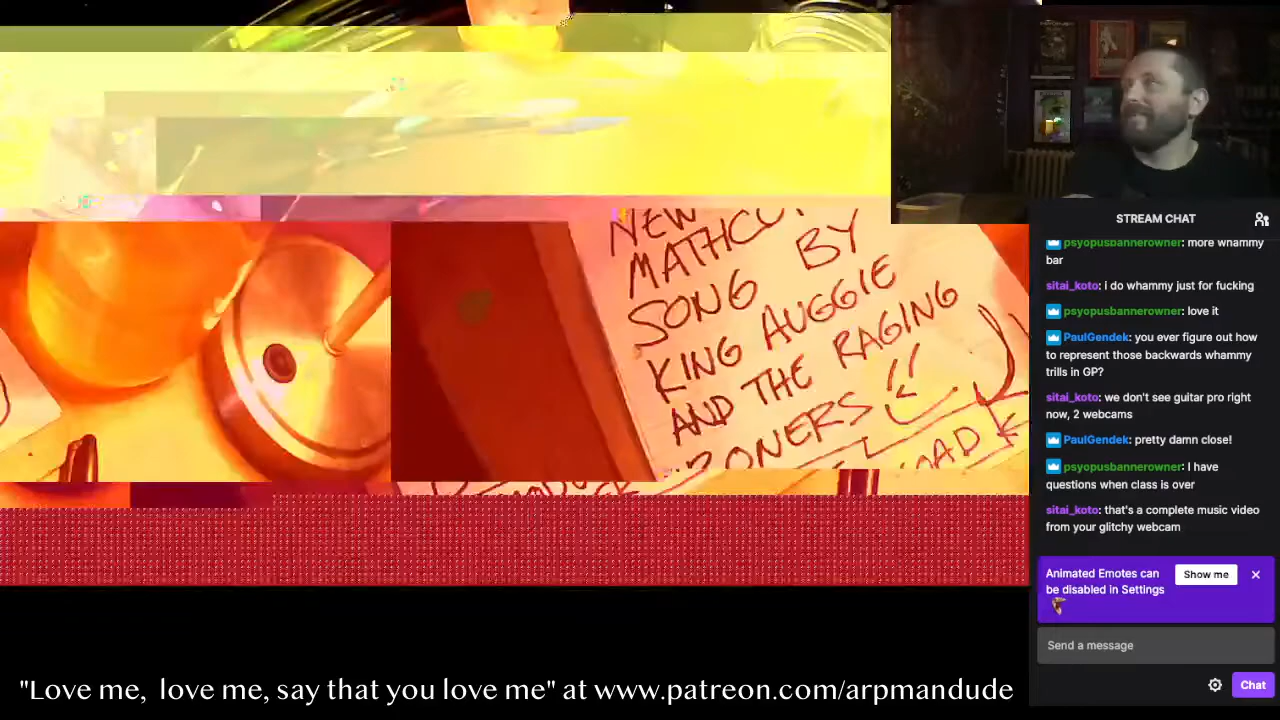 NEW
SONG BY
KING AUGGIE
AND THE RAGING
STREAM CHAT
psyopusbannerowner: more whammy
bar
sitai_koto: i do whammy just for fucking
psyopusbannerowner: love it
PaulGendek: you ever figure out how
to represent those backwards whammy
trills in GP?
sitai_koto: we don't see guitar pro right
now, 2 webcams
PaulGendek: pretty damn close!
psyopusbannerowner: I have
questions when class is over
sitai_koto: that's a complete music video
from your glitchy webcam
Animated Emotes can
be disabled in Settings
Show me
Send a message
Chat
"Love me, love me, say that you love me" at www.patreon.com/arpmandude